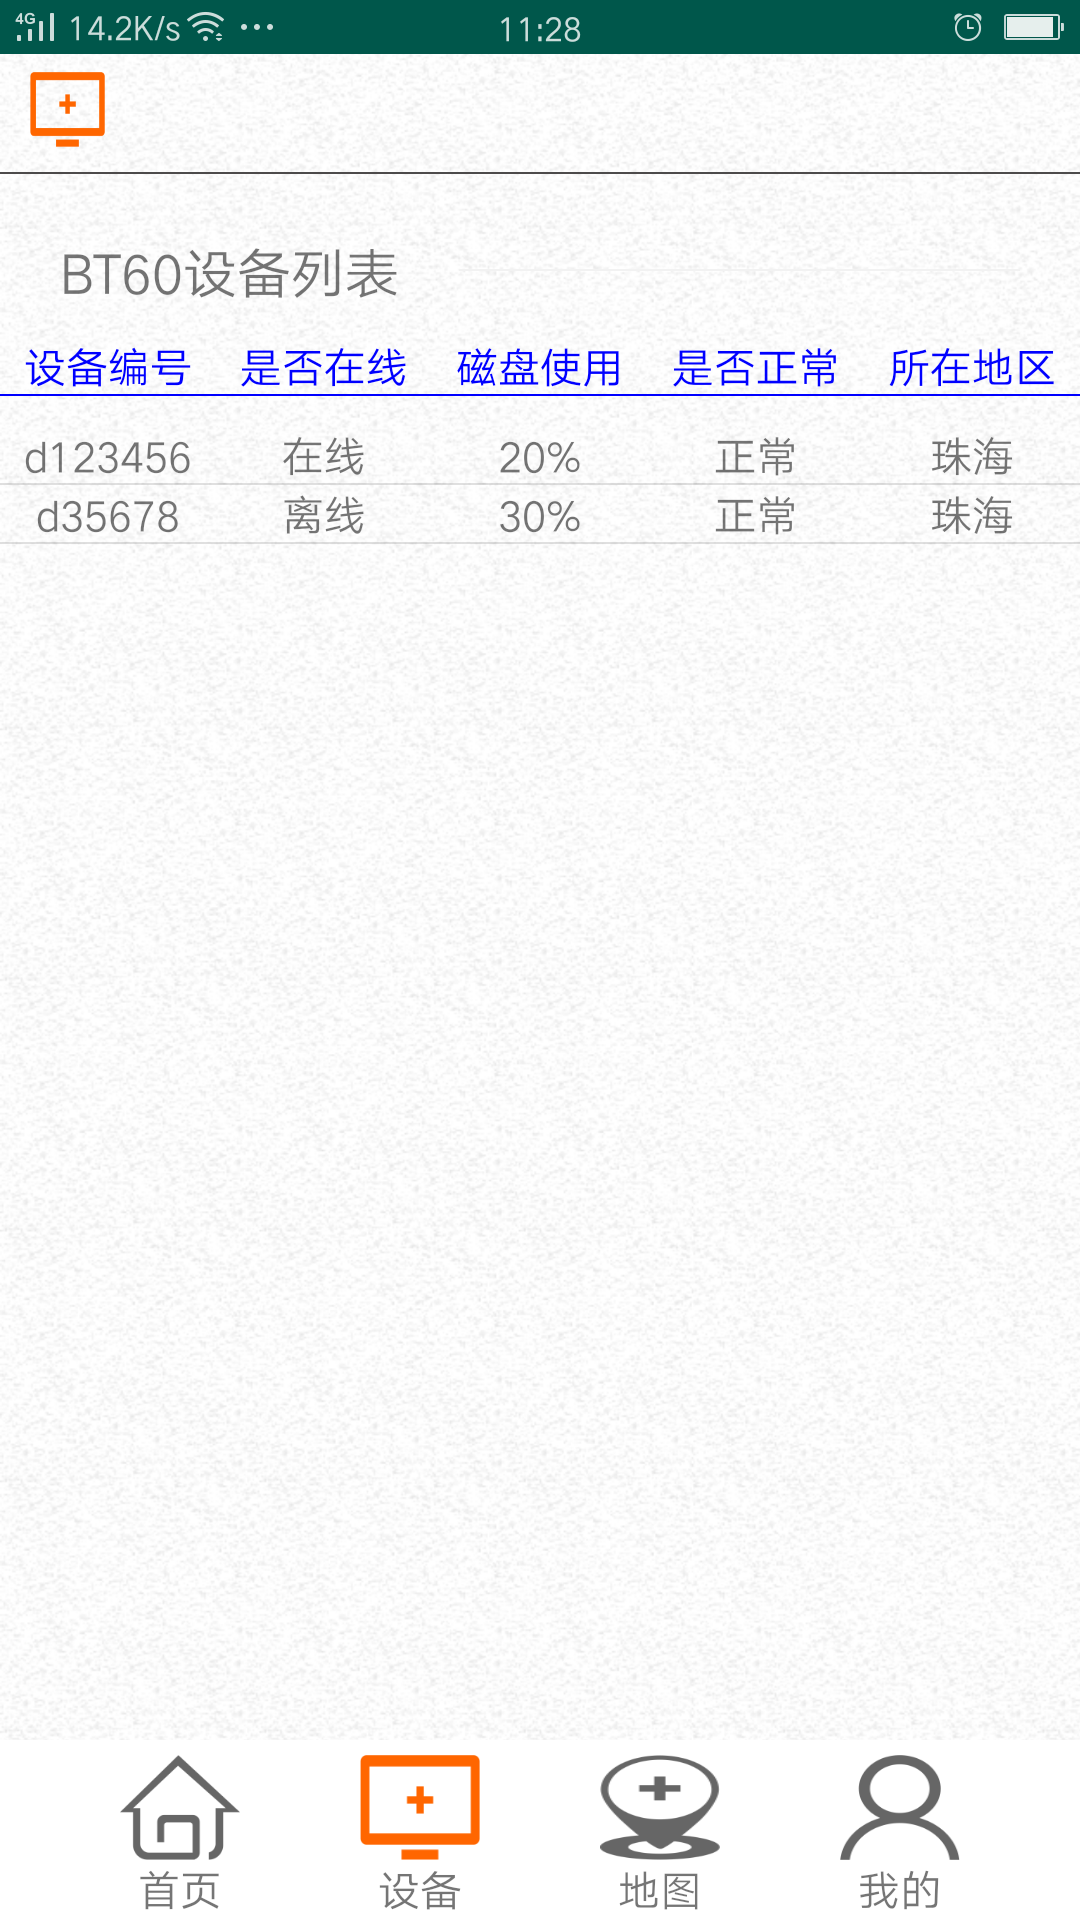 4G 14.2K/s ... 11:28
BT60设备列表
设备编号 是否在线 磁盘使用 是否正常 所在地区
d123456 在线 20% 正常 珠海
d35678 离线 30% 正常 珠海
首页 设备 地图 我的